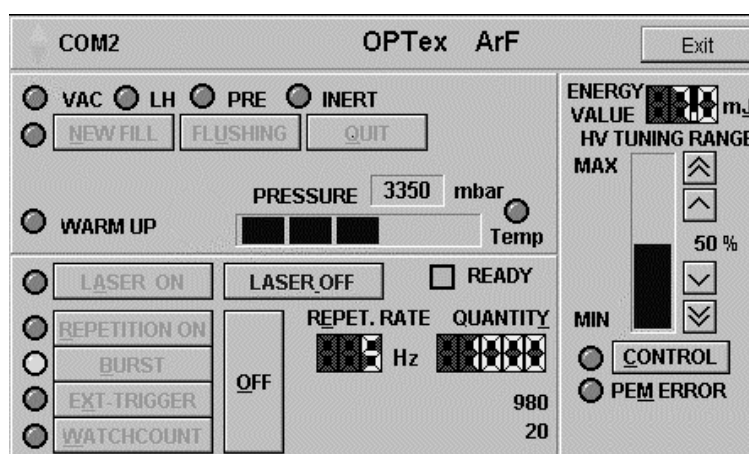 COM2 OPTex ArF Exit
VAC LH PRE INERT
NEW FILL FLUSHING QUIT
PRESSURE 3350 mbar
WARM UP Temp
ENERGY
VALUE mJ
HV TUNING RANGE
MAX
50 %
MIN
CONTROL
PEM ERROR
LASER ON LASER OFF READY
REPETITION ON REPET. RATE QUANTITY
BURST OFF Hz
EXT-TRIGGER 980
WATCHCOUNT 20